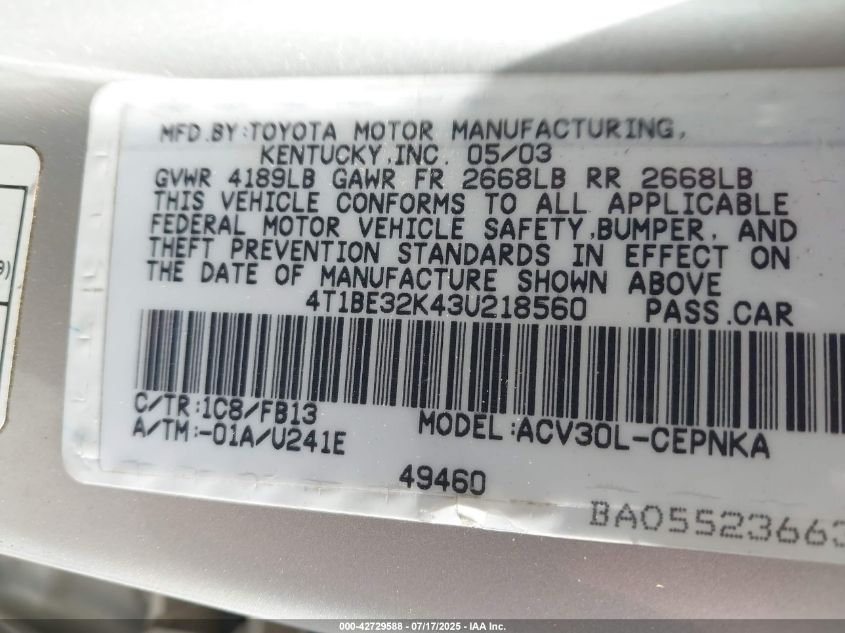 MFD.BY:TOYOTA MOTOR MANUFACTURING,
KENTUCKY,INC. 05/03
GVWR 4189LB GAWR FR 2668LB RR 2668LB
THIS VEHICLE CONFORMS TO ALL APPLICABLE
FEDERAL MOTOR VEHICLE SAFETY,BUMPER, AND
THEFT PREVENTION STANDARDS IN EFFECT ON
THE DATE OF MANUFACTURE SHOWN ABOVE
4T1BE32K43U218560 PASS.CAR
C/TR:1C8/FB13
A/TM:-01A/U241E
MODEL:ACV30L-CEPNKA
49460
BA05523663
9)
000-42729588 - 07/17/2025 - IAA Inc.